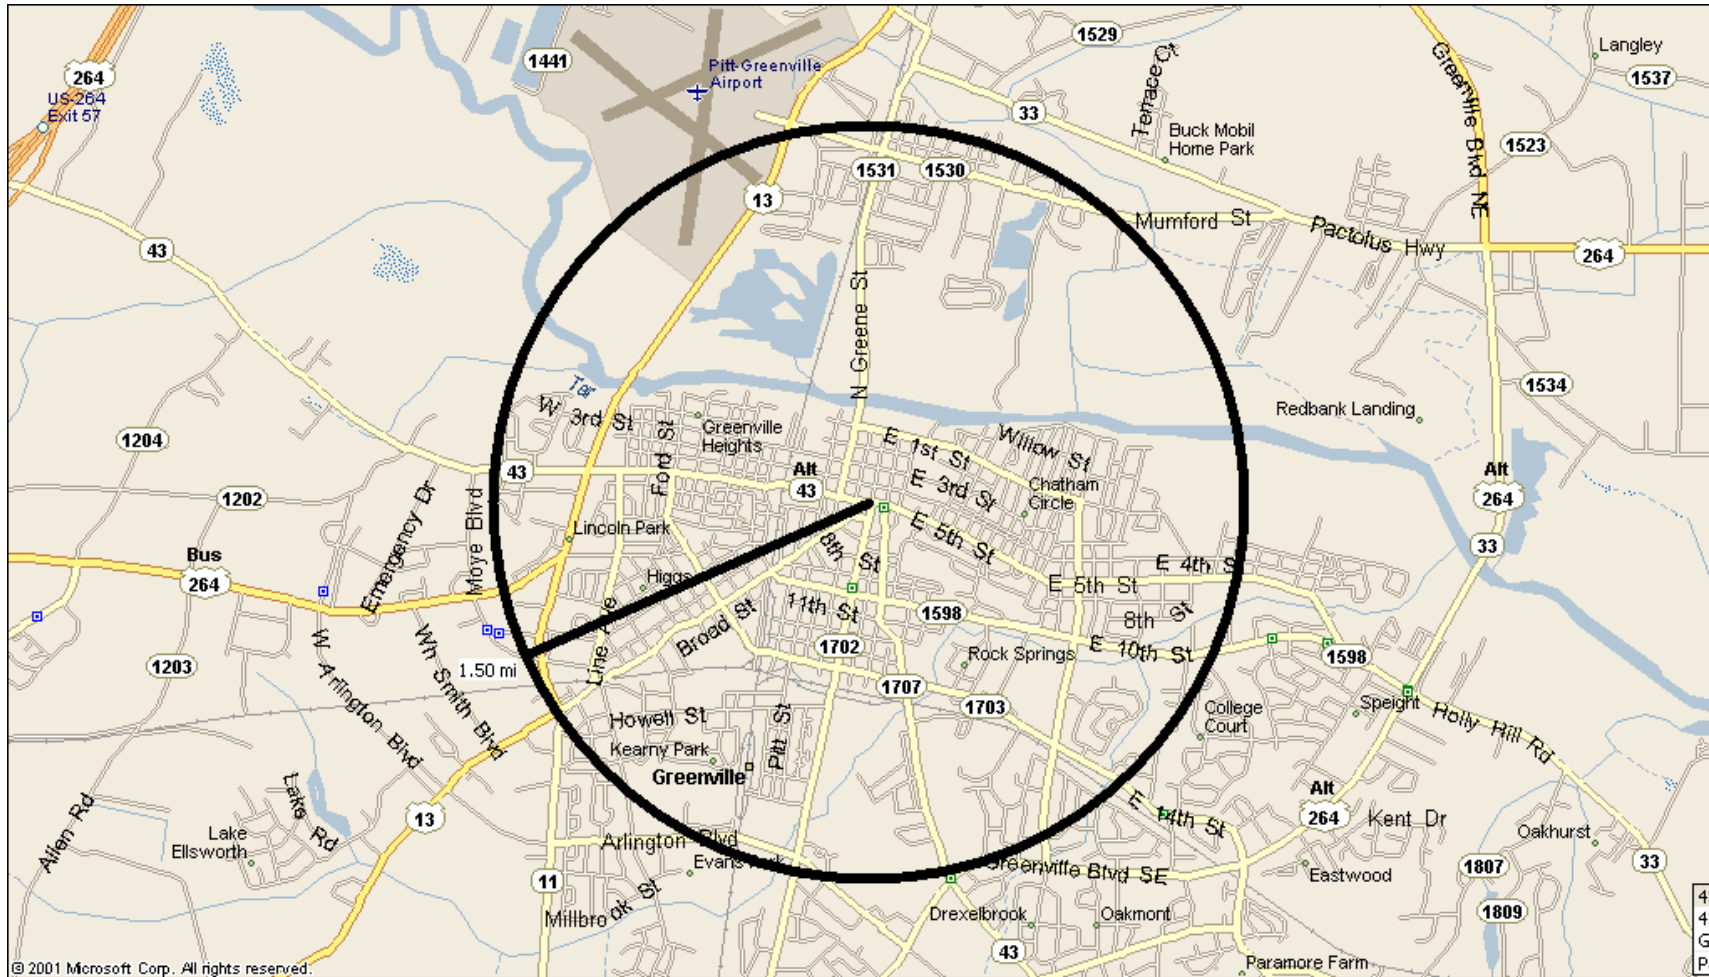 1529
Langley
264
1441
Pitt-Greenville
Airport
1537
US-264
Exit 57
33
Terrace Ct
Greenville Blvd NE
Buck Mobil
Home Park
1523
1531
1530
13
Mumford St
Pactolus Hwy
43
264
N Greene St
Tar
1534
W 3rd St
Greenville
Heights
Redbank Landing
Willow St
E 1st St
1204
Ford St
43
Alt
43
E 3rd St
Chatham
Circle
Alt
264
1202
Emergency Dr
Moye Blvd
Lincoln Park
8th St
E 5th St
33
Bus
264
Higgs
E 4th St
E 5th St
11th St
1598
8th St
Broad St
Line Ave
W Arlington Blvd
Wh Smith Blvd
1702
E 10th St
1203
1.50 mi
Rock Springs
1598
1707
1703
College
Court
Speight
Holly Hill Rd
Howell St
Pitt St
Kearny Park
Greenville
Lake Rd
Alt
264
E 14th St
Kent Dr
13
Allen Rd
Lake
Ellsworth
Arlington Blvd
Oakhurst
Evans Park
Greenville Blvd SE
Eastwood
1807
33
11
Millbrook St
Drexelbrook
Oakmont
1809
43
Paramore Farm
4
4
G
P
© 2001 Microsoft Corp. All rights reserved.